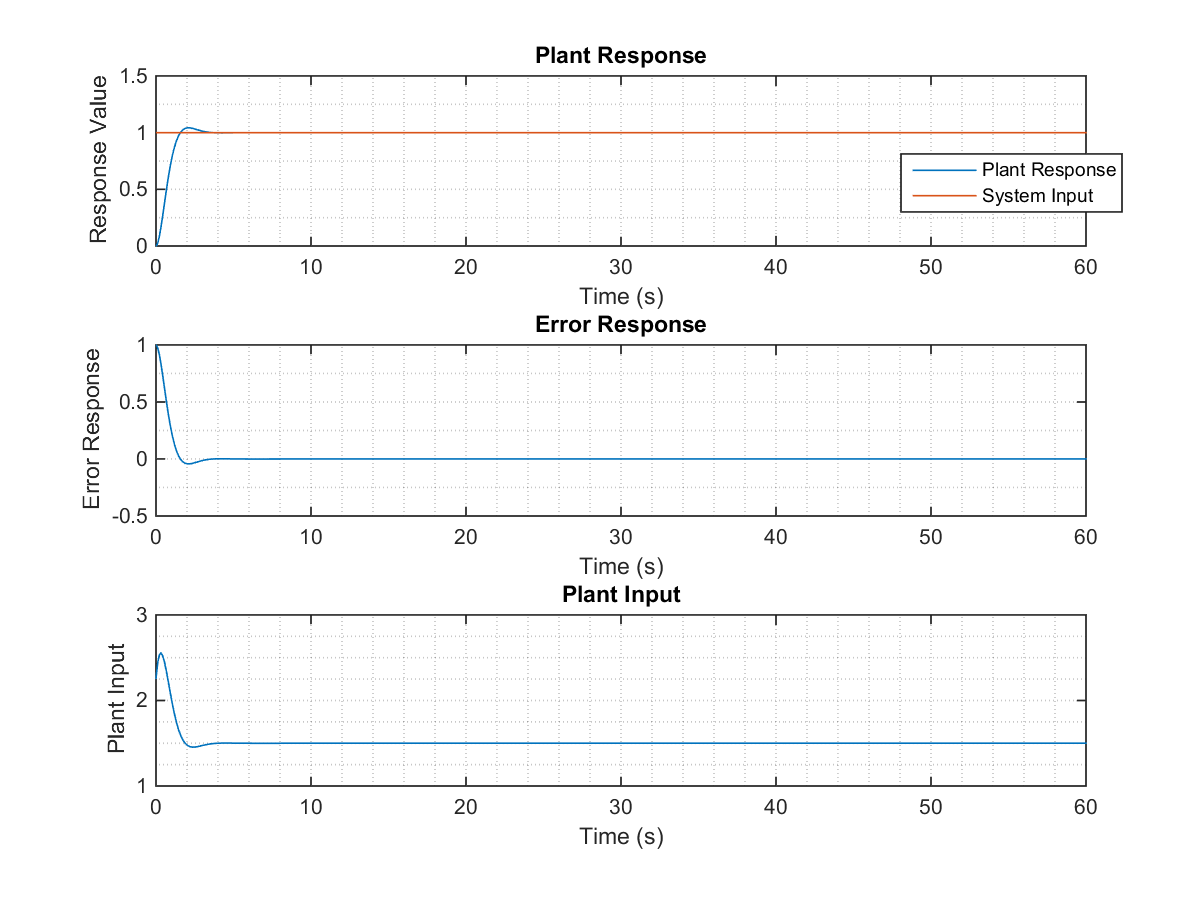 Plant Response
Response Value
1.5
1
0.5
0
Plant Response
System Input
0 10 20 30 40 50 60
Time (s)
Error Response
Error Response
1
0.5
0
-0.5
0 10 20 30 40 50 60
Time (s)
Plant Input
Plant Input
3
2
1
0 10 20 30 40 50 60
Time (s)